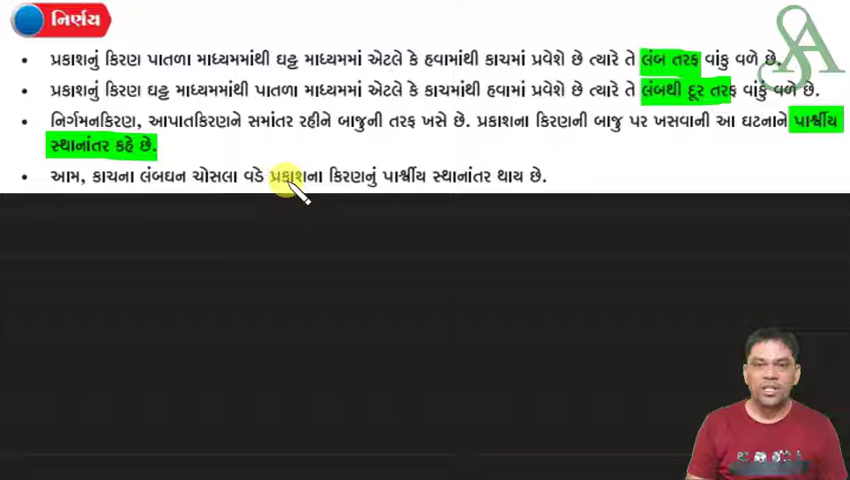 નિર્ણય
• પ્રકાશનું કિરણ પાતળા માધ્યમમાંથી ઘટ્ટ માધ્યમમાં એટલે કે હવામાંથી કાચમાં પ્રવેશે છે ત્યારે તે લંબ તરફ વાંકુ વળે છે.
• પ્રકાશનું કિરણ ઘટ્ટ માધ્યમમાંથી પાતળા માધ્યમમાં એટલે કે કાચમાંથી હવામાં પ્રવેશે છે ત્યારે તે લંબથી દૂર તરફ વાંકુ વળે છે.
• નિર્ગમનકિરણ, આપાતકિરણને સમાંતર રહીને બાજુની તરફ ખસે છે. પ્રકાશના કિરણની બાજુ પર ખસવાની આ ઘટનાને પાર્શ્વીય
સ્થાનાંતર કહે છે.
• આમ, કાચના લંબઘન ચોસલા વડે પ્રકાશના કિરણનું પાર્શ્વીય સ્થાનાંતર થાય છે.